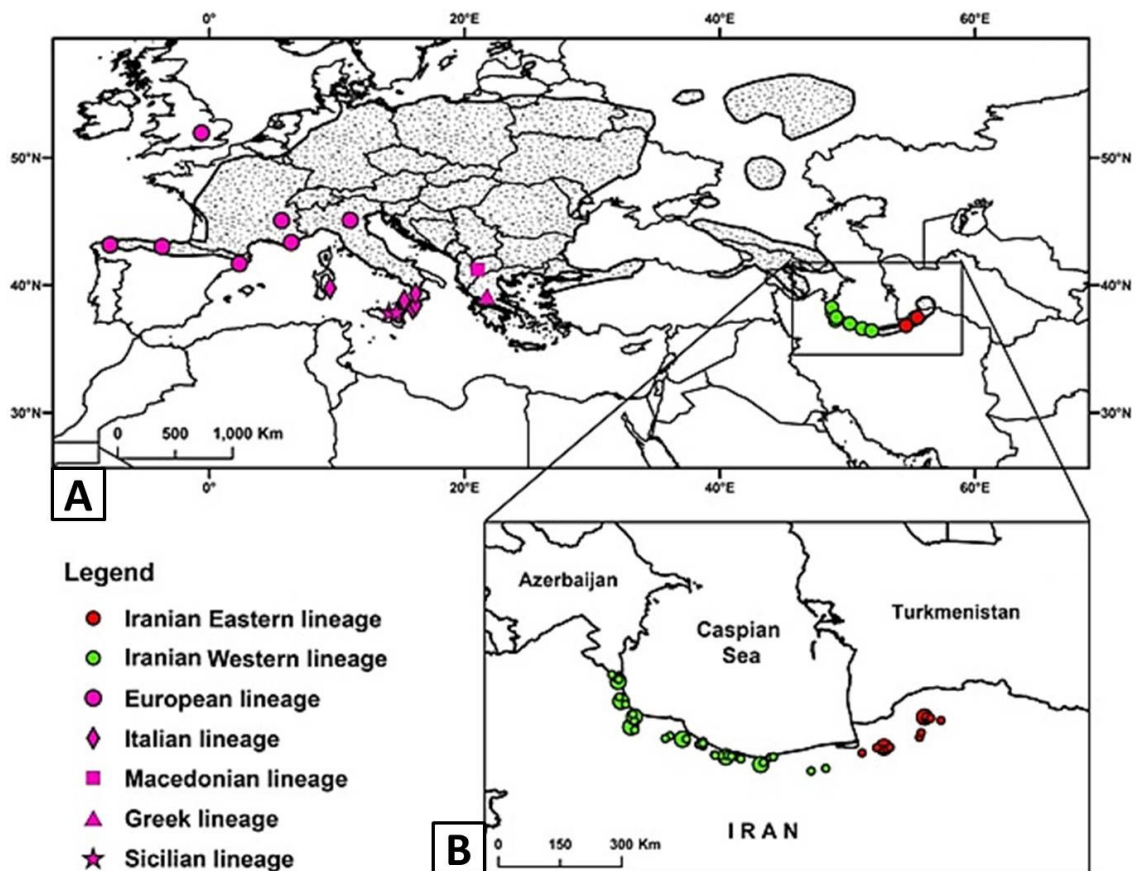 0° 20°E 40°E 60°E
50°N 50°N
40°N 40°N
30°N 30°N
0 500 1,000 Km
A
0° 20°E 40°E 60°E
Legend
Iranian Eastern lineage
Iranian Western lineage
European lineage
Italian lineage
Macedonian lineage
Greek lineage
Sicilian lineage
Azerbaijan
Caspian
Sea
Turkmenistan
IRAN
B
0 150 300 Km